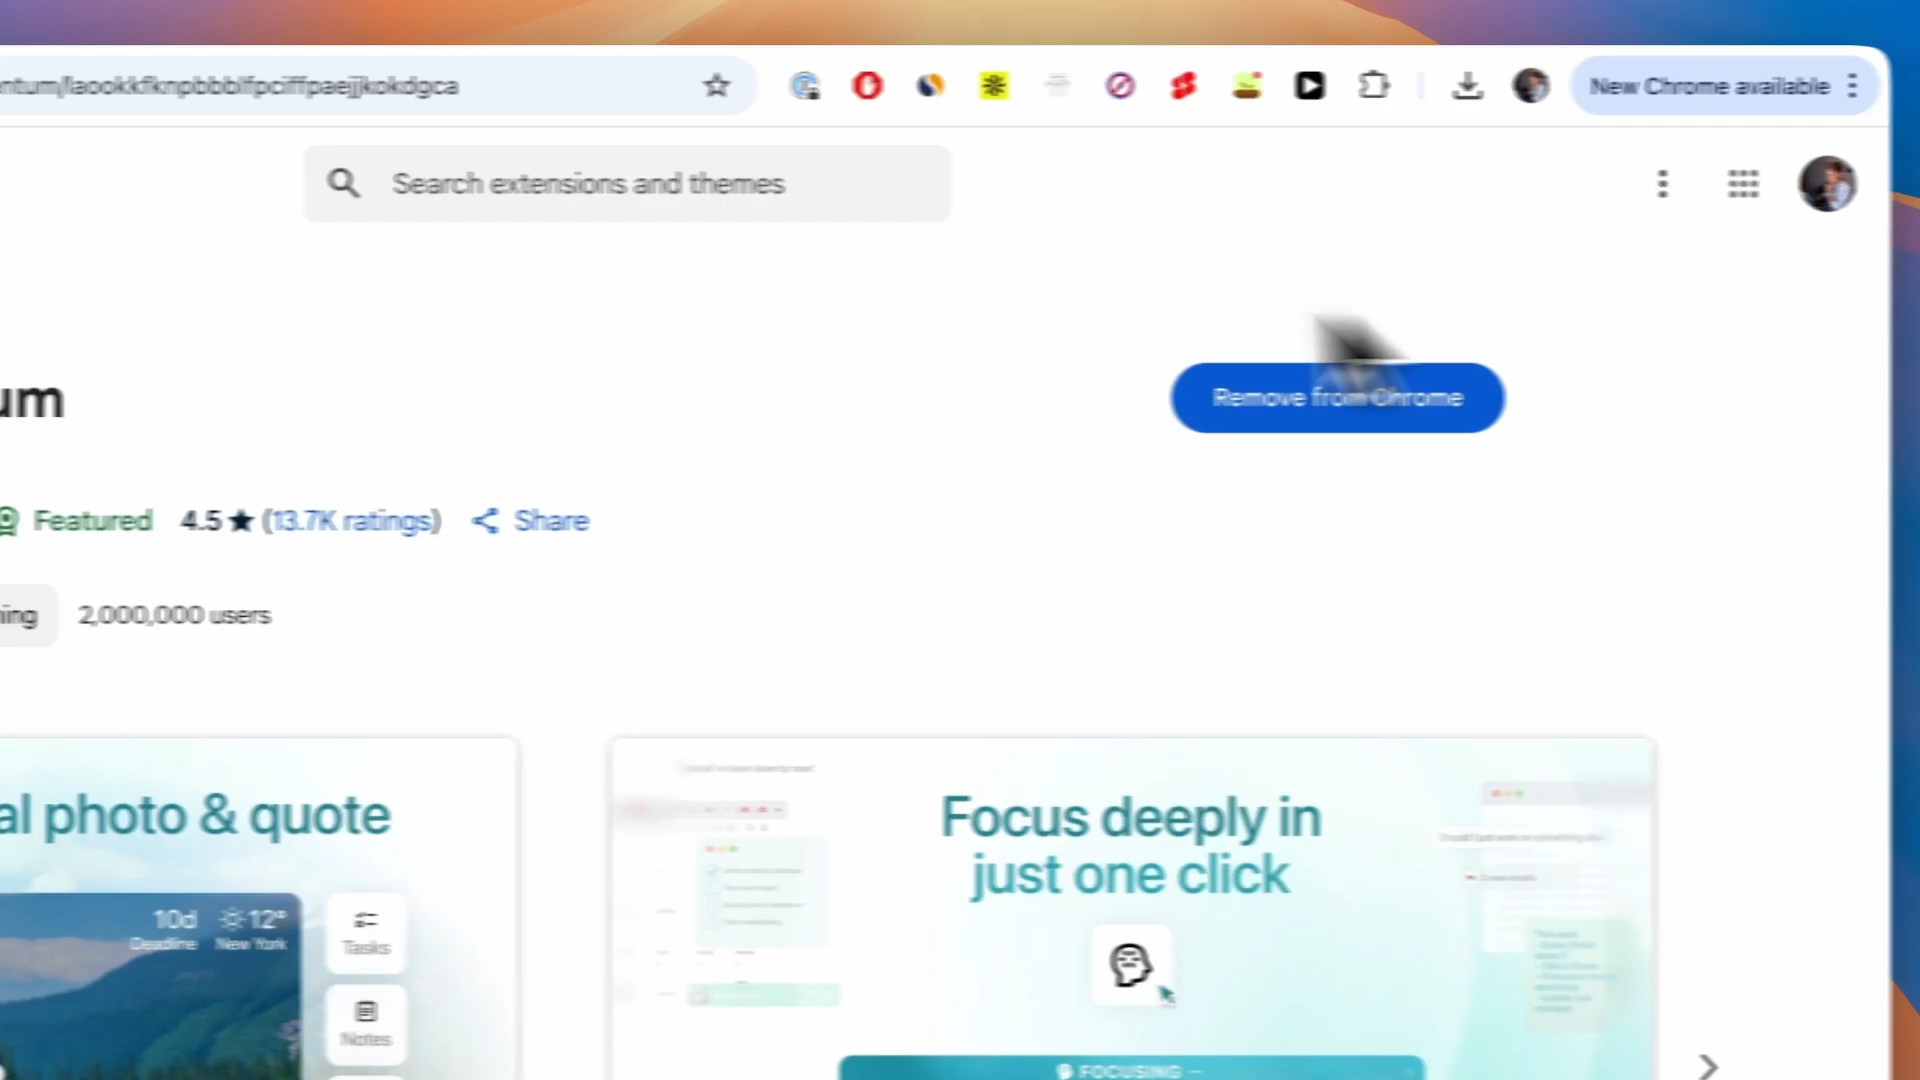 ntum/laookkfknpbbblfpciffpaejjkokdgca
New Chrome available
Search extensions and themes
um
Remove from Chrome
Featured 4.5★ (13.7K ratings) Share
ning 2,000,000 users
al photo & quote
10d 12°
Deadline New York
Tasks
Notes
Focus deeply in
just one click
FOCUSING